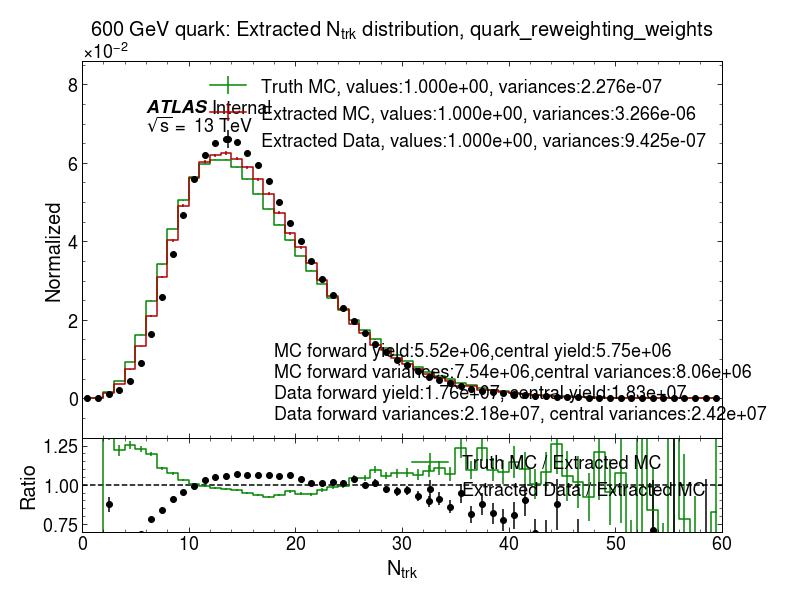 600 GeV quark: Extracted N_trk distribution, quark_reweighting_weights
×10⁻²
Truth MC, values:1.000e+00, variances:2.276e-07
ATLAS Internal
Extracted MC, values:1.000e+00, variances:3.266e-06
√s = 13 TeV
Extracted Data, values:1.000e+00, variances:9.425e-07
8
6
4
2
0
Normalized
MC forward yield:5.52e+06,central yield:5.75e+06
MC forward variances:7.54e+06,central variances:8.06e+06
Data forward yield:1.76e+07, central yield:1.83e+07
Data forward variances:2.18e+07, central variances:2.42e+07
1.25
1.00
0.75
Ratio
Truth MC / Extracted MC
Extracted Data / Extracted MC
0 10 20 30 40 50 60
N_trk